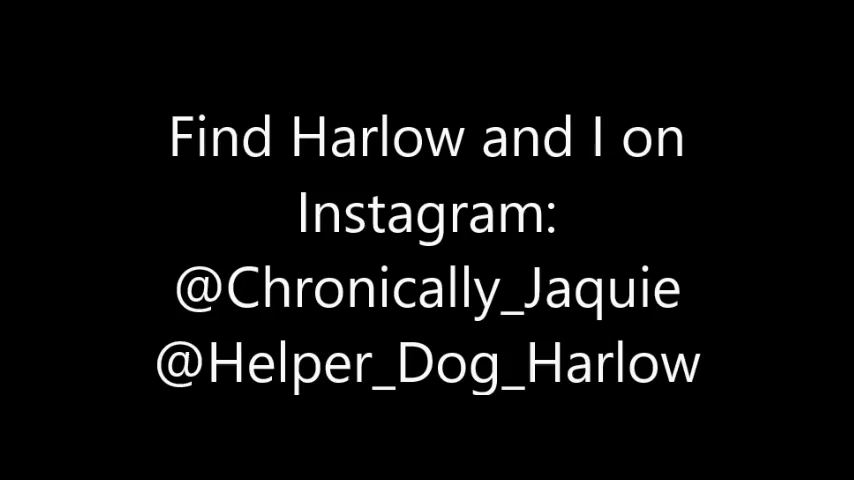 Find Harlow and I on
Instagram:
@Chronically_Jaquie
@Helper_Dog_Harlow